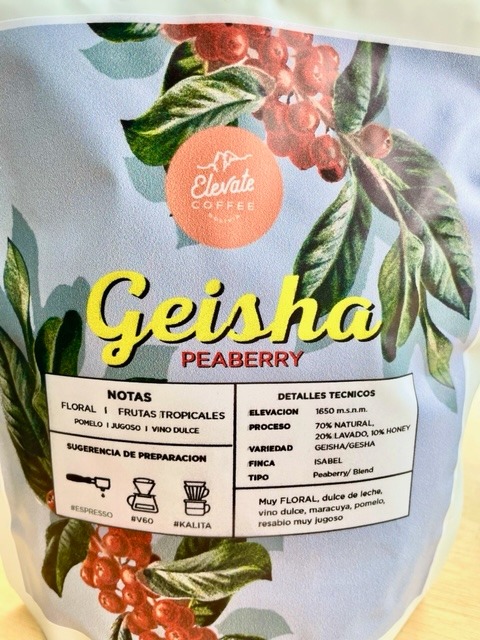 Elevate
COFFEE
BOLIVIA
Geisha
PEABERRY
NOTAS
FLORAL | FRUTAS TROPICALES
POMELO | JUGOSO | VINO DULCE
SUGERENCIA DE PREPARACION
#ESPRESSO #V60 #KALITA
DETALLES TECNICOS
ELEVACION 1650 m.s.n.m.
PROCESO 70% NATURAL,
20% LAVADO, 10% HONEY
VARIEDAD GEISHA/GESHA
FINCA ISABEL
TIPO Peaberry/ Blend
Muy FLORAL, dulce de leche,
vino dulce, maracuya, pomelo,
resabio muy jugoso